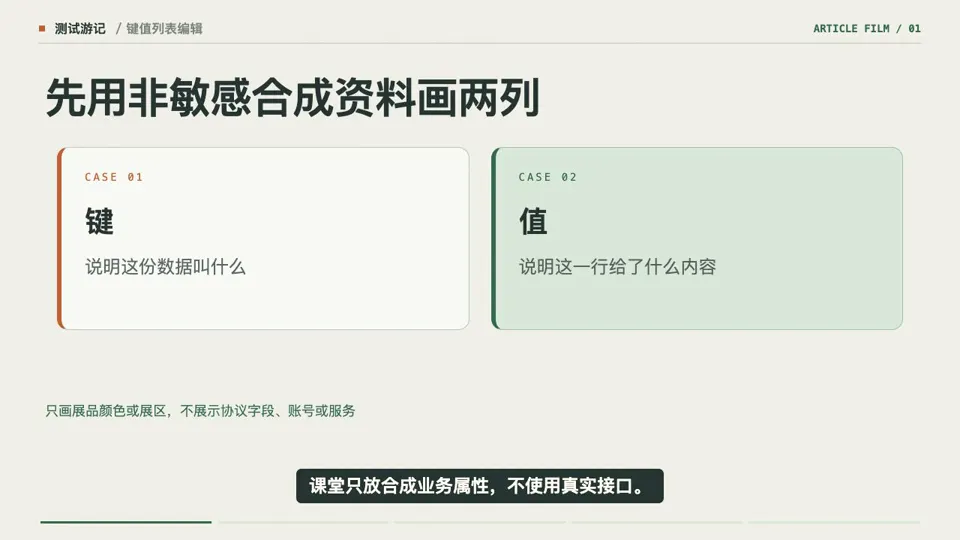 测试游记 / 键值列表编辑
ARTICLE FILM / 01
先用非敏感合成资料画两列
CASE 01
键
说明这份数据叫什么
CASE 02
值
说明这一行给了什么内容
只画展品颜色或展区，不展示协议字段、账号或服务
课堂只放合成业务属性，不使用真实接口。